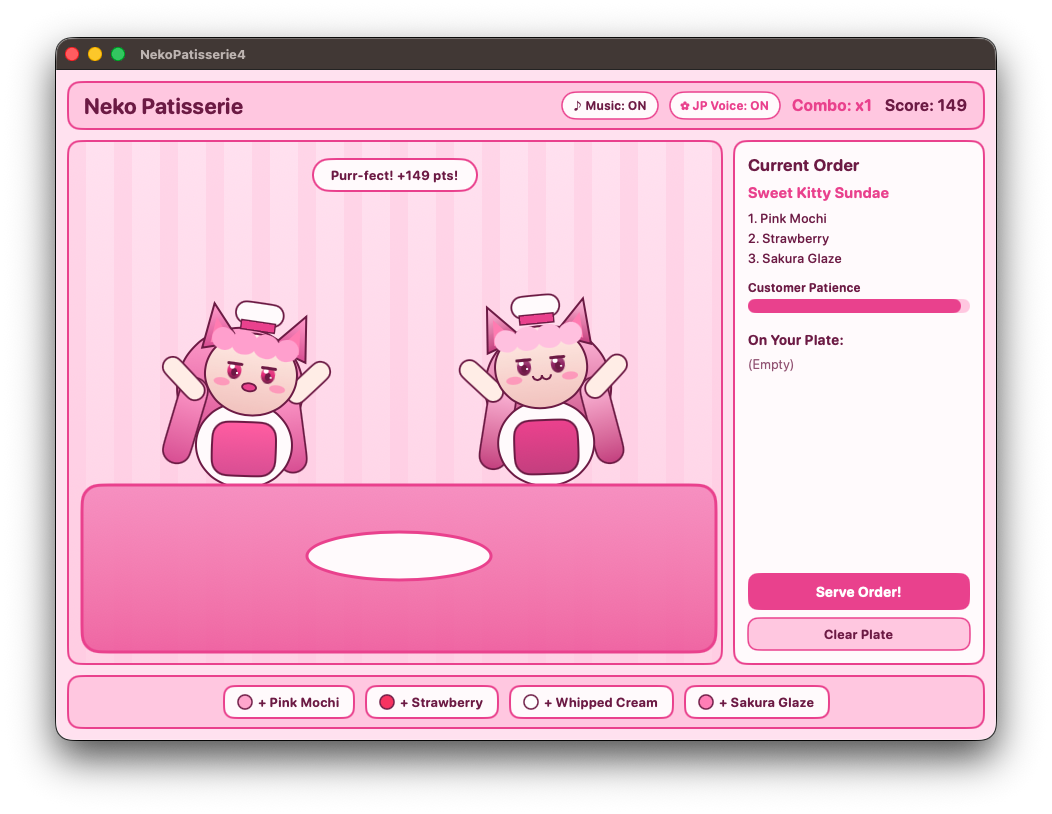 NekoPatisserie4
Neko Patisserie
♪ Music: ON
✿ JP Voice: ON
Combo: x1
Score: 149
Purr-fect! +149 pts!
Current Order
Sweet Kitty Sundae
1. Pink Mochi
2. Strawberry
3. Sakura Glaze
Customer Patience
On Your Plate:
(Empty)
Serve Order!
Clear Plate
+ Pink Mochi
+ Strawberry
+ Whipped Cream
+ Sakura Glaze